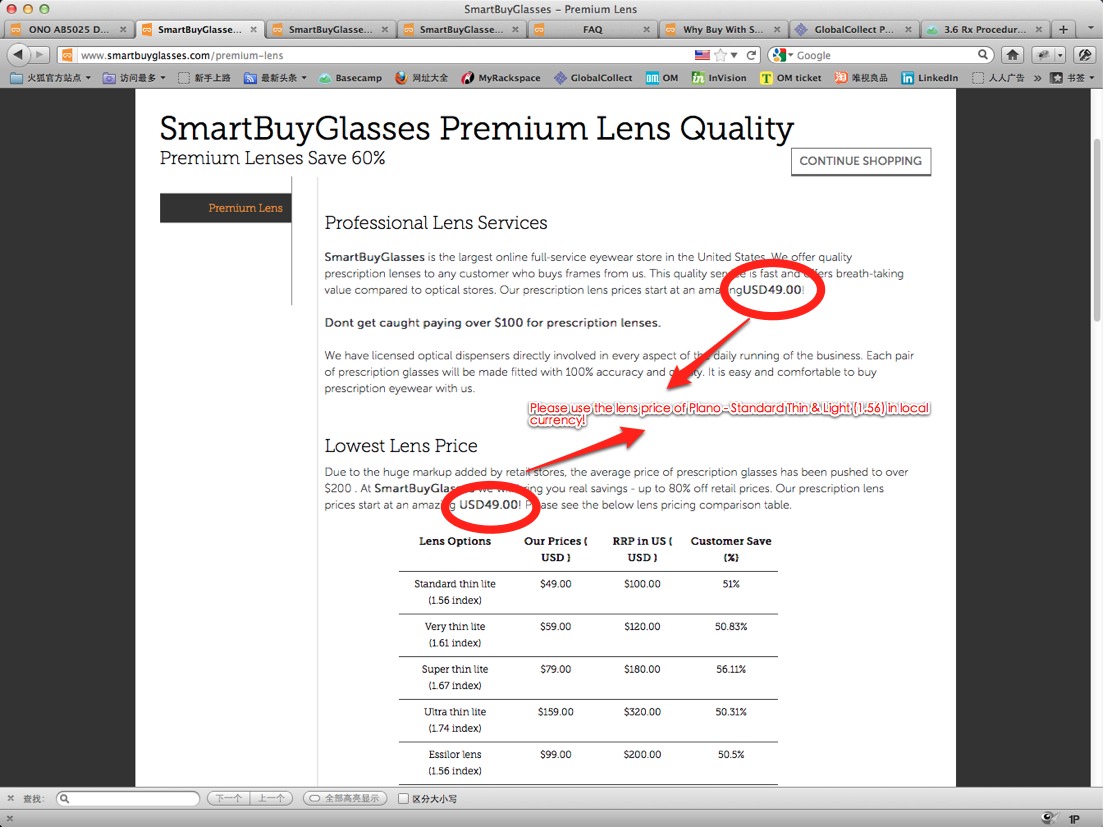 SmartBuyGlasses – Premium Lens
ONO AB5025 D...
SmartBuyGlasse...
SmartBuyGlasse...
SmartBuyGlasse...
FAQ
Why Buy With S...
GlobalCollect P...
3.6 Rx Procedur...
www.smartbuyglasses.com/premium-lens
Google
火狐官方站点
访问最多
新手上路
最新头条
Basecamp
网址大全
MyRackspace
GlobalCollect
OM
InVision
OM ticket
唯视良品
LinkedIn
人人广告
书签
SmartBuyGlasses Premium Lens Quality
Premium Lenses Save 60%
CONTINUE SHOPPING
Premium Lens
Professional Lens Services
SmartBuyGlasses is the largest online full-service eyewear store in the United States. We offer quality
prescription lenses to any customer who buys frames from us. This quality service is fast and offers breath-taking
value compared to optical stores. Our prescription lens prices start at an amazingUSD49.00!
Dont get caught paying over $100 for prescription lenses.
We have licensed optical dispensers directly involved in every aspect of the daily running of the business. Each pair
of prescription glasses will be made fitted with 100% accuracy and quality. It is easy and comfortable to buy
prescription eyewear with us.
Please use the lens price of Plano - Standard Thin & Light (1.56) in local
currency!
Lowest Lens Price
Due to the huge markup added by retail stores, the average price of prescription glasses has been pushed to over
$200 . At SmartBuyGlasses we will bring you real savings - up to 80% off retail prices. Our prescription lens
prices start at an amazing USD49.00! Please see the below lens pricing comparison table.
Lens Options Our Prices ( RRP in US ( Customer Save
USD ) USD ) (%)
Standard thin lite $49.00 $100.00 51%
(1.56 index)
Very thin lite $59.00 $120.00 50.83%
(1.61 index)
Super thin lite $79.00 $180.00 56.11%
(1.67 index)
Ultra thin lite $159.00 $320.00 50.31%
(1.74 index)
Essilor lens $99.00 $200.00 50.5%
(1.56 index)
查找:
下一个
上一个
全部高亮显示
区分大小写
1P